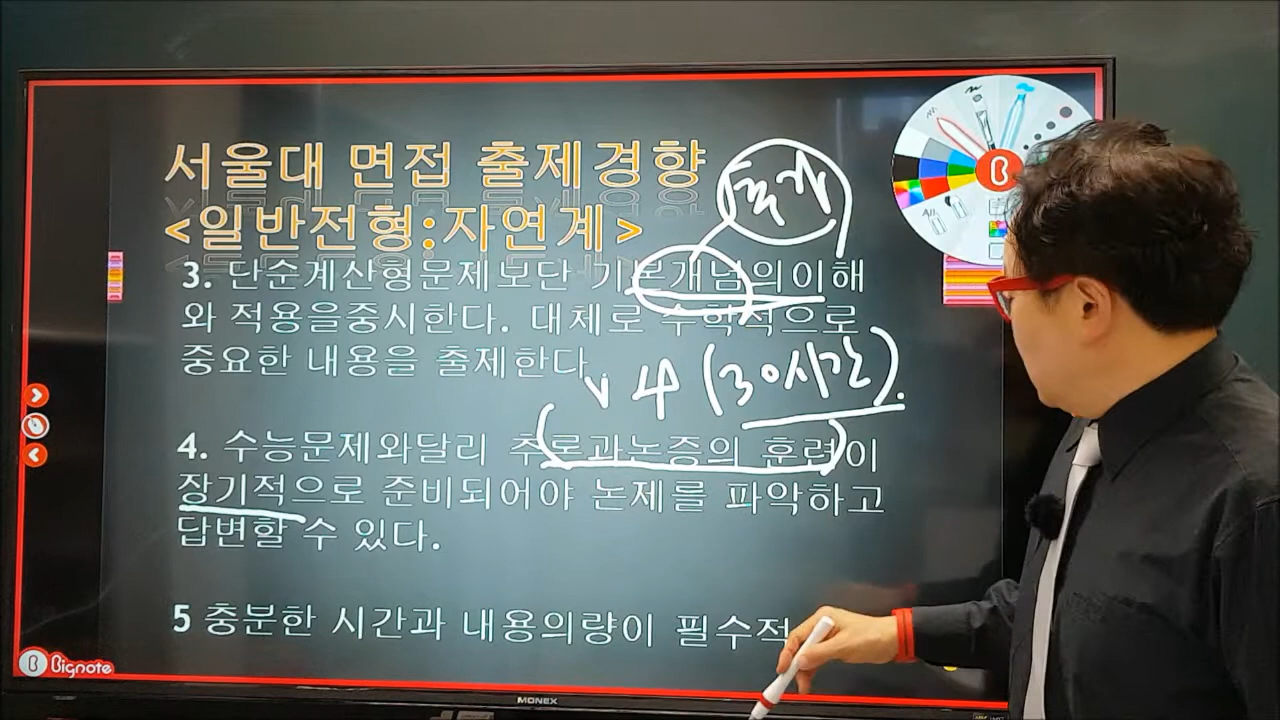 서울대 면접 출제경향
<일반전형:자연계>
3. 단순계산형문제보단 기본개념의이해
와 적용을중시한다. 대체로 수학적으로
중요한 내용을 출제한다.
v 4 (30시간).
4. 수능문제와달리 추론과논증의 훈련이
장기적으로 준비되어야 논제를 파악하고
답변할 수 있다.
5 충분한 시간과 내용의량이 필수적
Bignote
MONEX